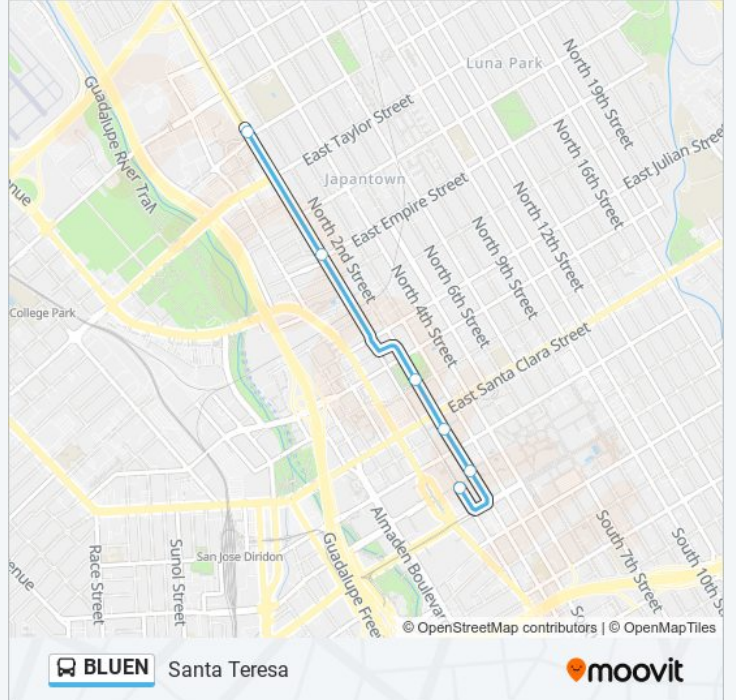 Luna Park
North 19th Street
Guadalupe River Trail
East Taylor Street
North 16th Street
East Julian Street
Japantown
enue
East Empire Street
North 12th Street
North 2nd Street
North 9th Street
North 6th Street
North 4th Street
College Park
East Santa Clara Street
Almaden Boulevar
South 7th Street
South 10th S
San Jose Diridon
Guadalupe Free
Race Street
Sunol Street
enue
© OpenStreetMap contributors | © OpenMapTiles
BLUEN Santa Teresa
moovit